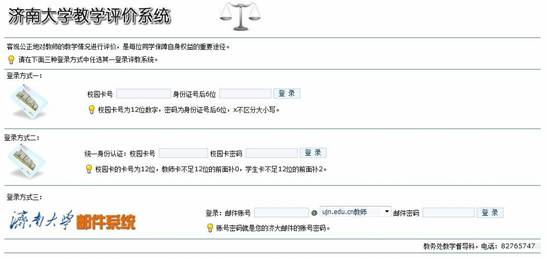 济南大学教学评价系统
客观公正地对教师的教学情况进行评价，是每位同学保障自身权益的重要途径。
请在下面三种登录方式中任选其一登录评教系统。
登录方式一：
校园卡号 身份证号后6位 登 录
校园卡号为12位数字，密码为身份证号后6位，x不区分大小写。
登录方式二：
统一身份认证：校园卡号 校园卡密码 登 录
校园卡的卡号为12位，教师卡不足12位的前面补0，学生卡不足12位的前面补2。
登录方式三：
济南大学 邮件系统
登录：邮件账号 @ ujn.edu.cn教师 邮件密码 登 录
账号密码就是您的济大邮件的账号密码。
教务处教学督导科，电话：82765747